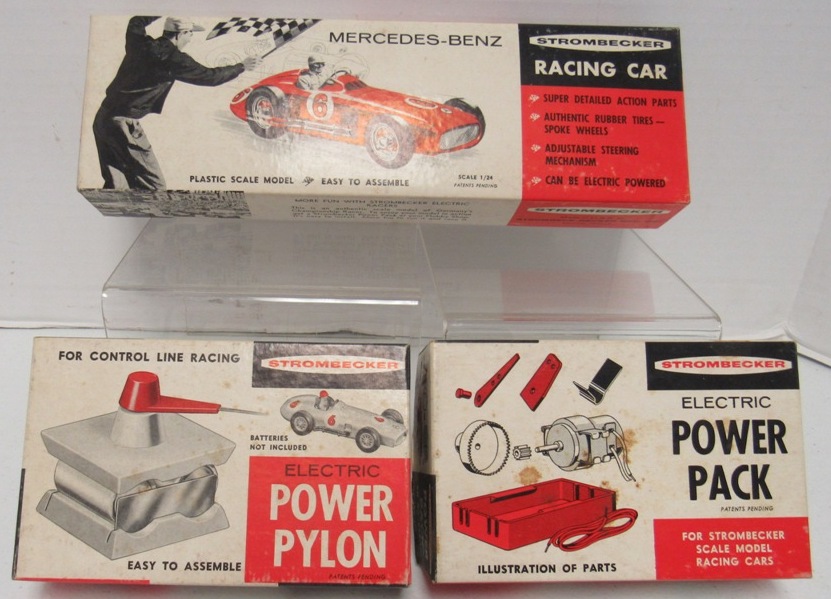 MERCEDES-BENZ
6
PLASTIC SCALE MODEL EASY TO ASSEMBLE
SCALE 1/24
PATENTS PENDING
STROMBECKER
RACING CAR
SUPER DETAILED ACTION PARTS
AUTHENTIC RUBBER TIRES—
SPOKE WHEELS
ADJUSTABLE STEERING
MECHANISM
CAN BE ELECTRIC POWERED
MORE FUN WITH STROMBECKER ELECTRIC
RACERS
STROMBECKER
FOR CONTROL LINE RACING
STROMBECKER
6
BATTERIES
NOT INCLUDED
ELECTRIC
POWER
PYLON
PATENTS PENDING
EASY TO ASSEMBLE
STROMBECKER
ELECTRIC
POWER
PACK
PATENTS PENDING
FOR STROMBECKER
SCALE MODEL
RACING CARS
ILLUSTRATION OF PARTS